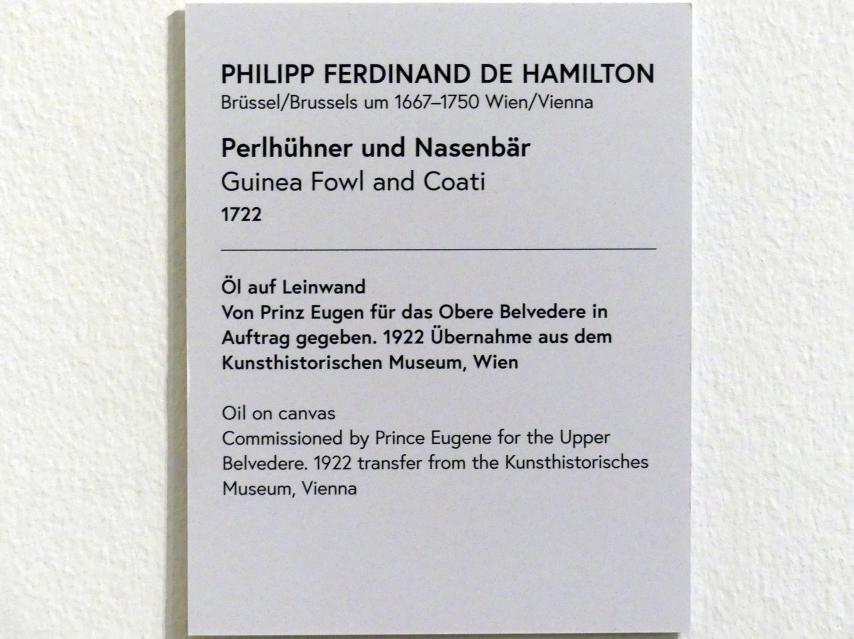 PHILIPP FERDINAND DE HAMILTON
Brüssel/Brussels um 1667–1750 Wien/Vienna
Perlhühner und Nasenbär
Guinea Fowl and Coati
1722
Öl auf Leinwand
Von Prinz Eugen für das Obere Belvedere in
Auftrag gegeben. 1922 Übernahme aus dem
Kunsthistorischen Museum, Wien
Oil on canvas
Commissioned by Prince Eugene for the Upper
Belvedere. 1922 transfer from the Kunsthistorisches
Museum, Vienna